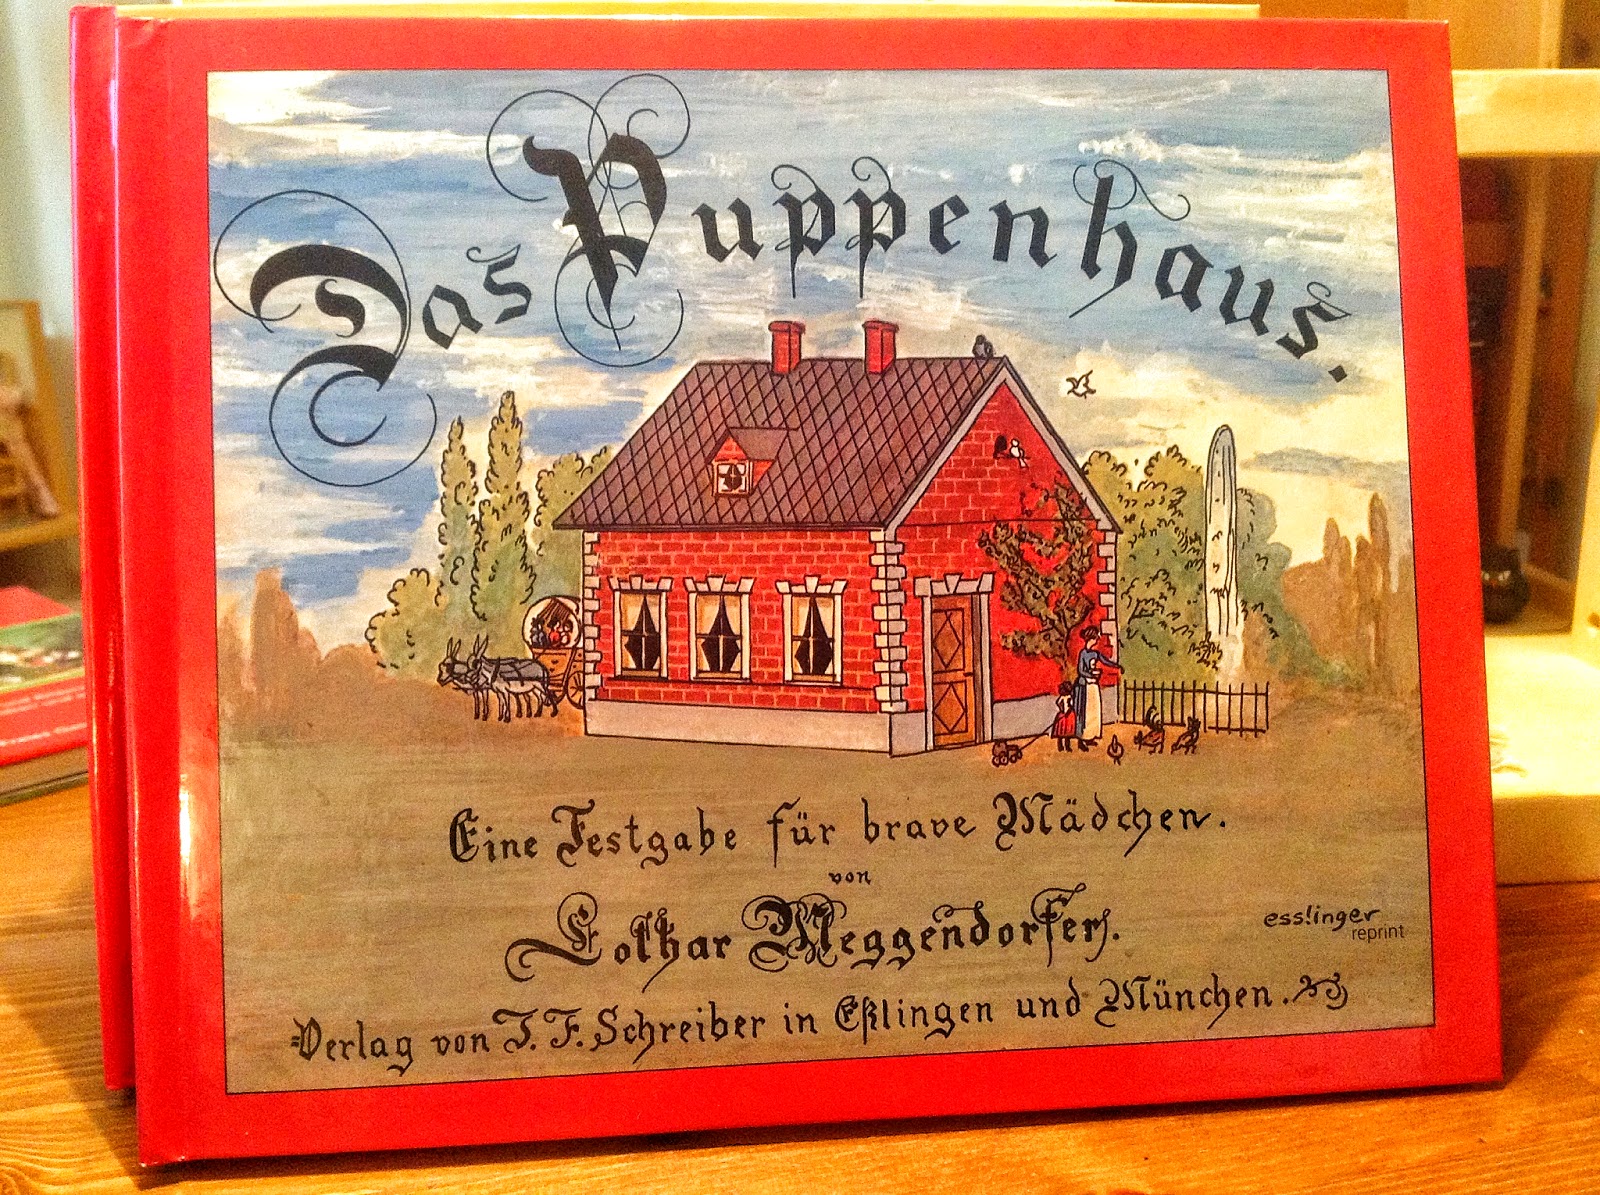 Das Puppenhaus.
Eine Festgabe für brave Mädchen.
von
Lothar Meggendorfer.
esslinger
reprint
Verlag von J. F. Schreiber in Eßlingen und München.